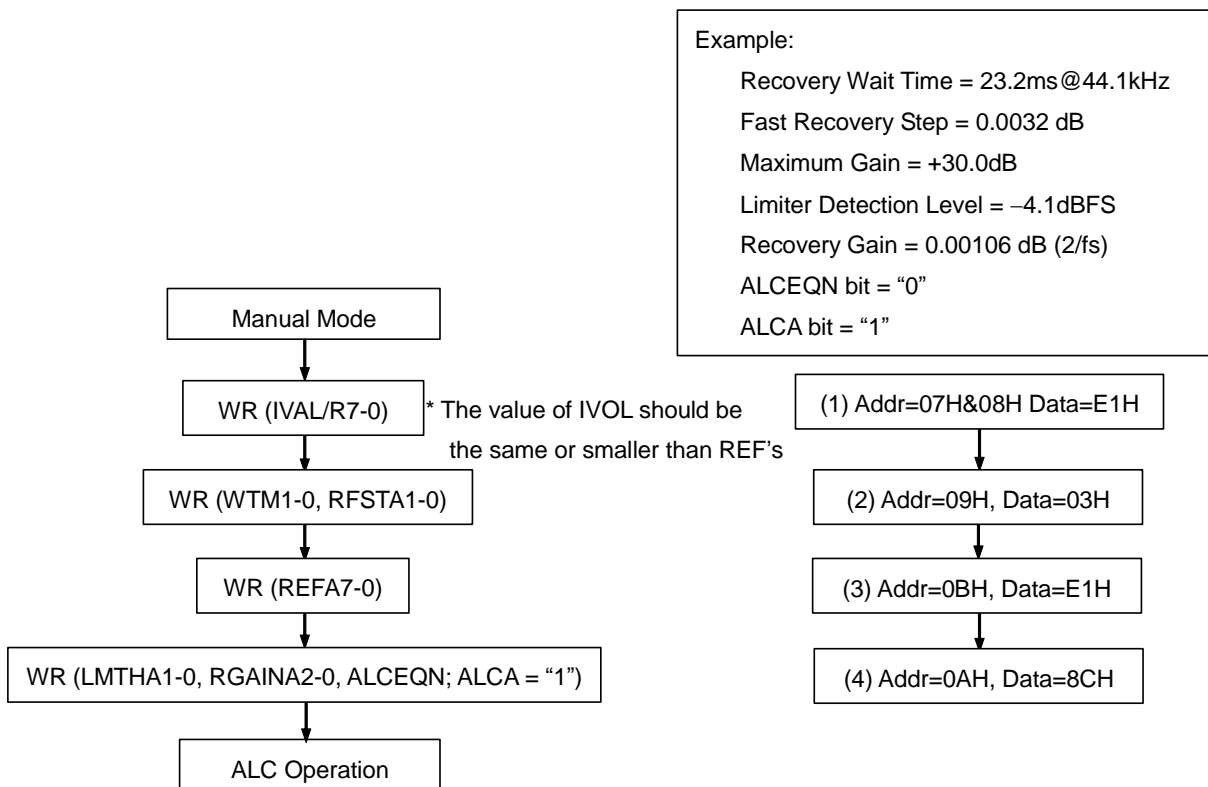 Example:
Recovery Wait Time = 23.2ms@44.1kHz
Fast Recovery Step = 0.0032 dB
Maximum Gain = +30.0dB
Limiter Detection Level = −4.1dBFS
Recovery Gain = 0.00106 dB (2/fs)
ALCEQN bit = “0”
ALCA bit = “1”
Manual Mode
WR (IVAL/R7-0)
* The value of IVOL should be
the same or smaller than REF’s
WR (WTM1-0, RFSTA1-0)
WR (REFA7-0)
WR (LMTHA1-0, RGAINA2-0, ALCEQN; ALCA = “1”)
ALC Operation
(1) Addr=07H&08H Data=E1H
(2) Addr=09H, Data=03H
(3) Addr=0BH, Data=E1H
(4) Addr=0AH, Data=8CH